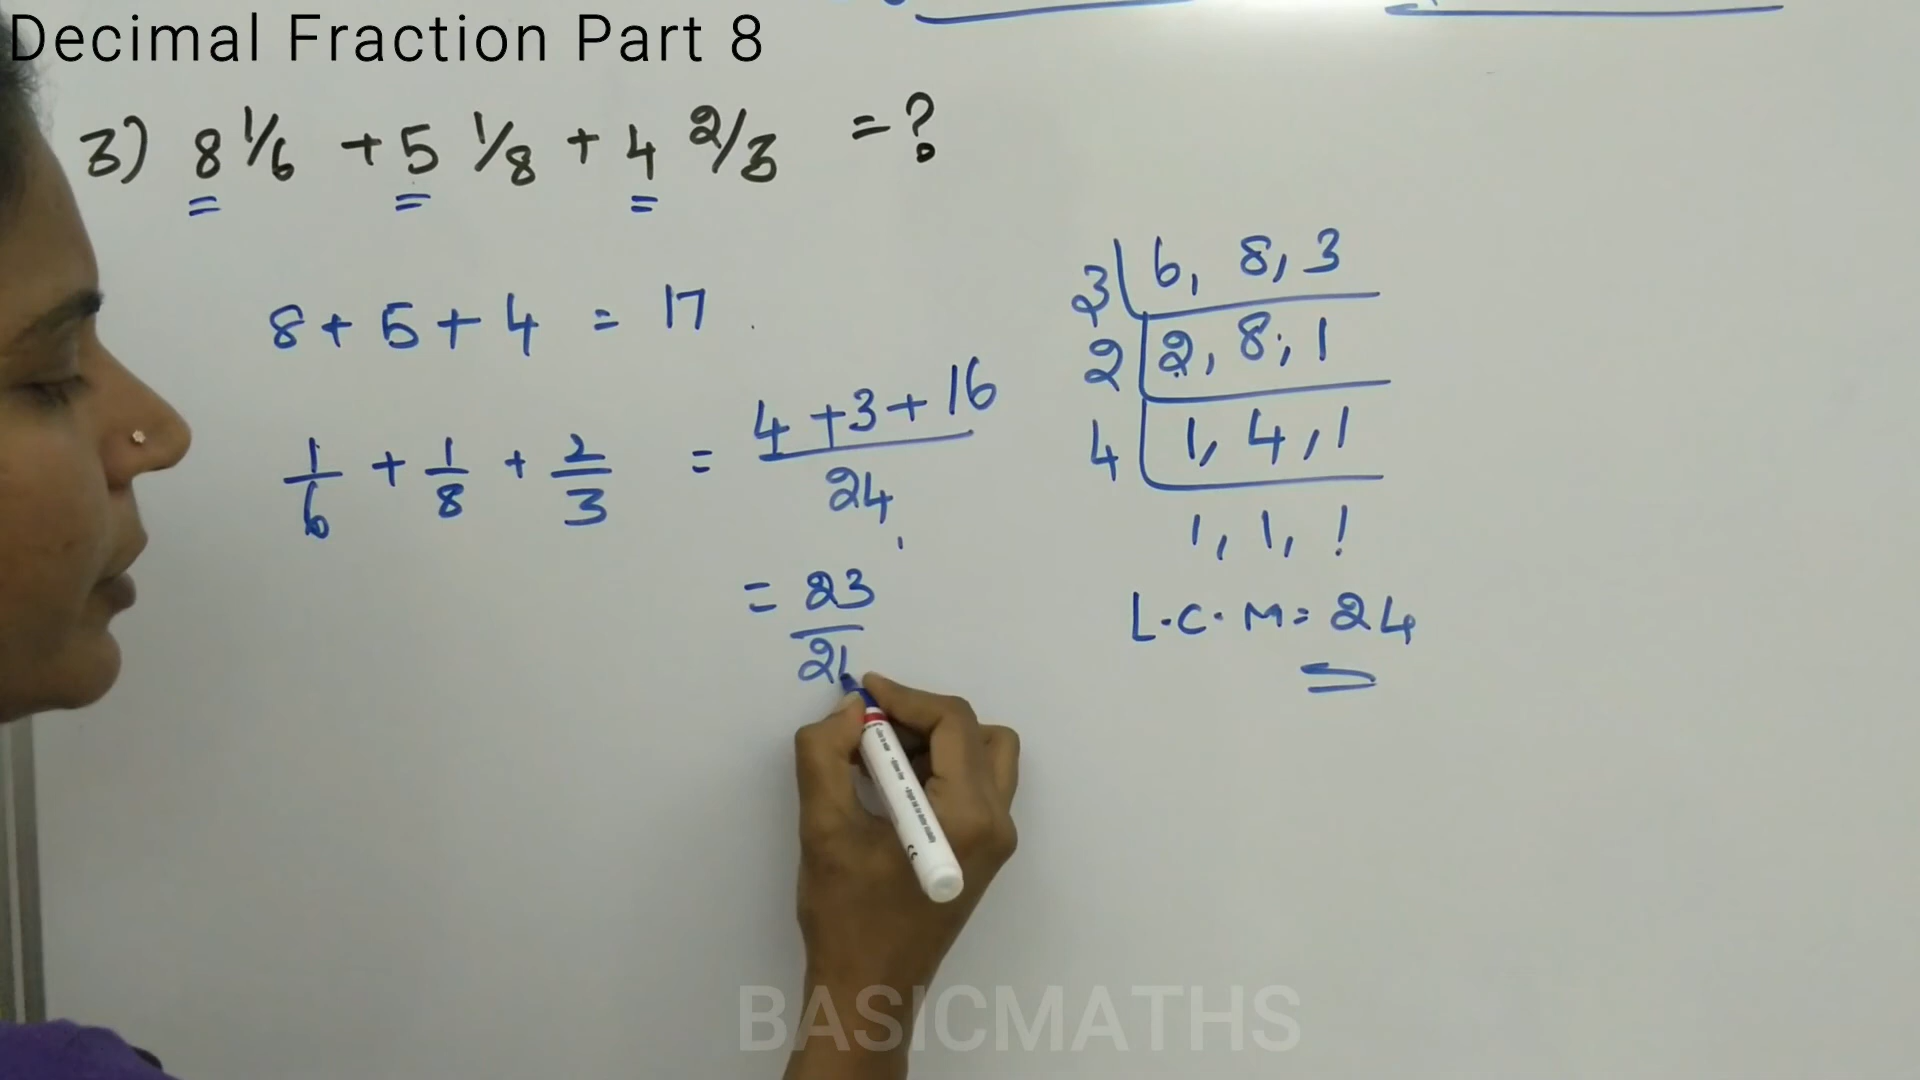 Decimal Fraction Part 8
3) 8 1/6 + 5 1/8 + 4 2/3 = ?
8 + 5 + 4 = 17
1/6 + 1/8 + 2/3 = 4 + 3 + 16 / 24
= 23 / 24
3 | 6, 8, 3
2 | 2, 8, 1
4 | 1, 4, 1
1, 1, 1
L.C.M = 24
BASICMATHS